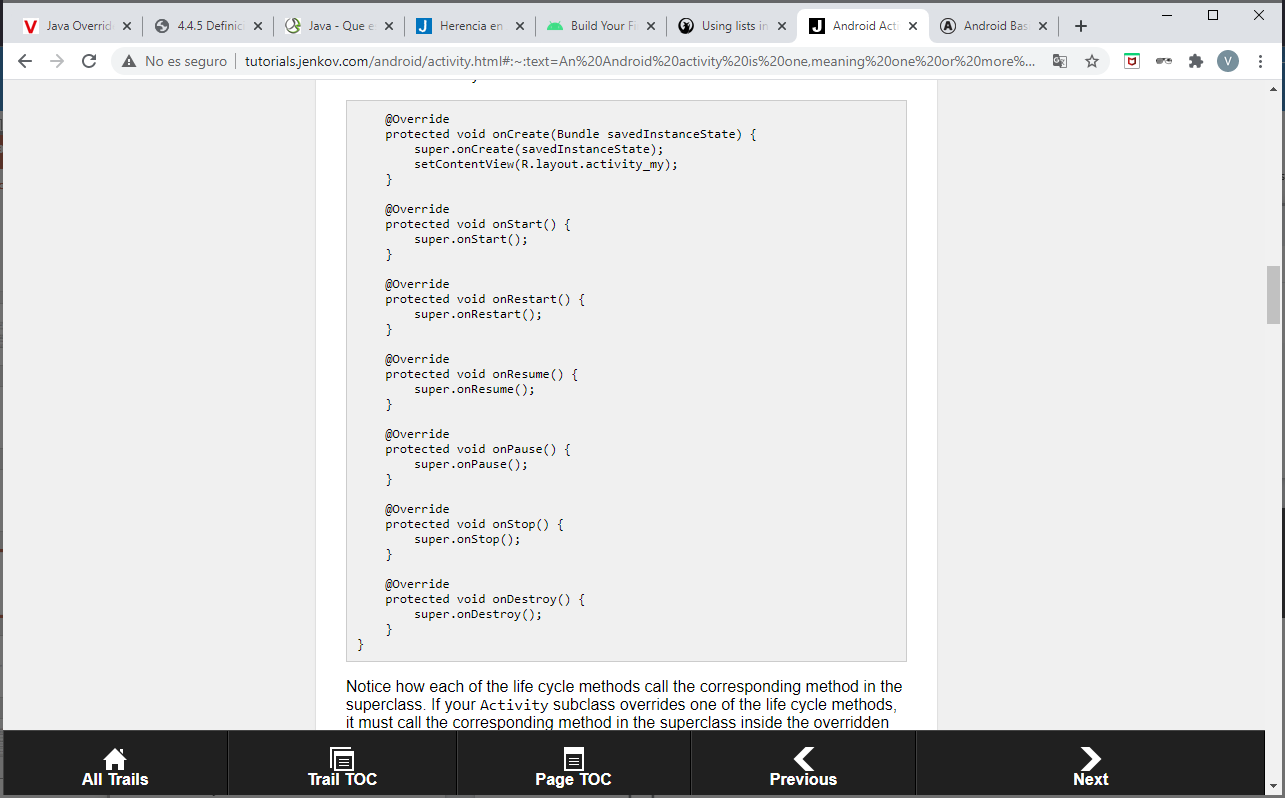 Java Overrid
4.4.5 Definic
Java - Que e
Herencia en
Build Your Fi
Using lists in
Android Acti
Android Bas
No es seguro
tutorials.jenkov.com/android/activity.html#:~:text=An%20Android%20activity%20is%20one,meaning%20one%20or%20more%...
V
@Override
protected void onCreate(Bundle savedInstanceState) {
super.onCreate(savedInstanceState);
setContentView(R.layout.activity_my);
}
@Override
protected void onStart() {
super.onStart();
}
@Override
protected void onRestart() {
super.onRestart();
}
@Override
protected void onResume() {
super.onResume();
}
@Override
protected void onPause() {
super.onPause();
}
@Override
protected void onStop() {
super.onStop();
}
@Override
protected void onDestroy() {
super.onDestroy();
}
}
Notice how each of the life cycle methods call the corresponding method in the
superclass. If your Activity subclass overrides one of the life cycle methods,
it must call the corresponding method in the superclass inside the overridden
All Trails
Trail TOC
Page TOC
Previous
Next